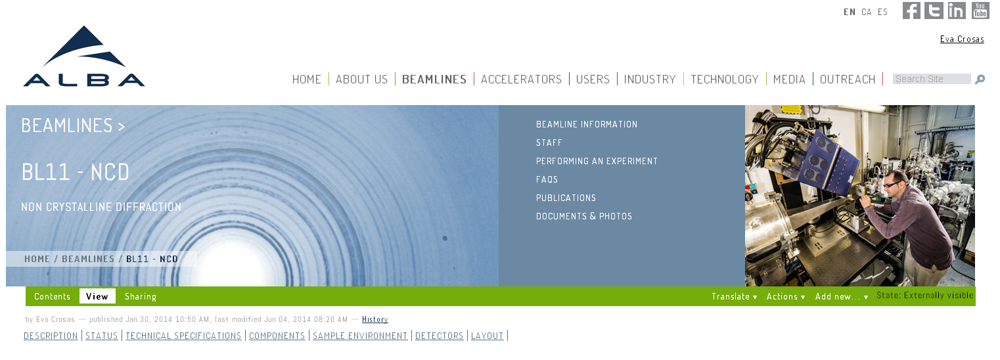 EN CA ES
You Tube
Eva Crosas
ALBA
HOME ABOUT US BEAMLINES ACCELERATORS USERS INDUSTRY TECHNOLOGY MEDIA OUTREACH Search Site
BEAMLINES >
BL11 - NCD
NON CRYSTALLINE DIFFRACTION
HOME / BEAMLINES / BL11 - NCD
BEAMLINE INFORMATION
STAFF
PERFORMING AN EXPERIMENT
FAQS
PUBLICATIONS
DOCUMENTS & PHOTOS
Contents View Sharing Translate ▼ Actions ▼ Add new... ▼ State: Externally visible
by Evo Crosas — published Jan 30, 2014 10:50 AM, last modified Jun 04, 2014 08:20 AM — History
DESCRIPTION | STATUS | TECHNICAL SPECIFICATIONS | COMPONENTS | SAMPLE ENVIRONMENT | DETECTORS | LAYOUT |